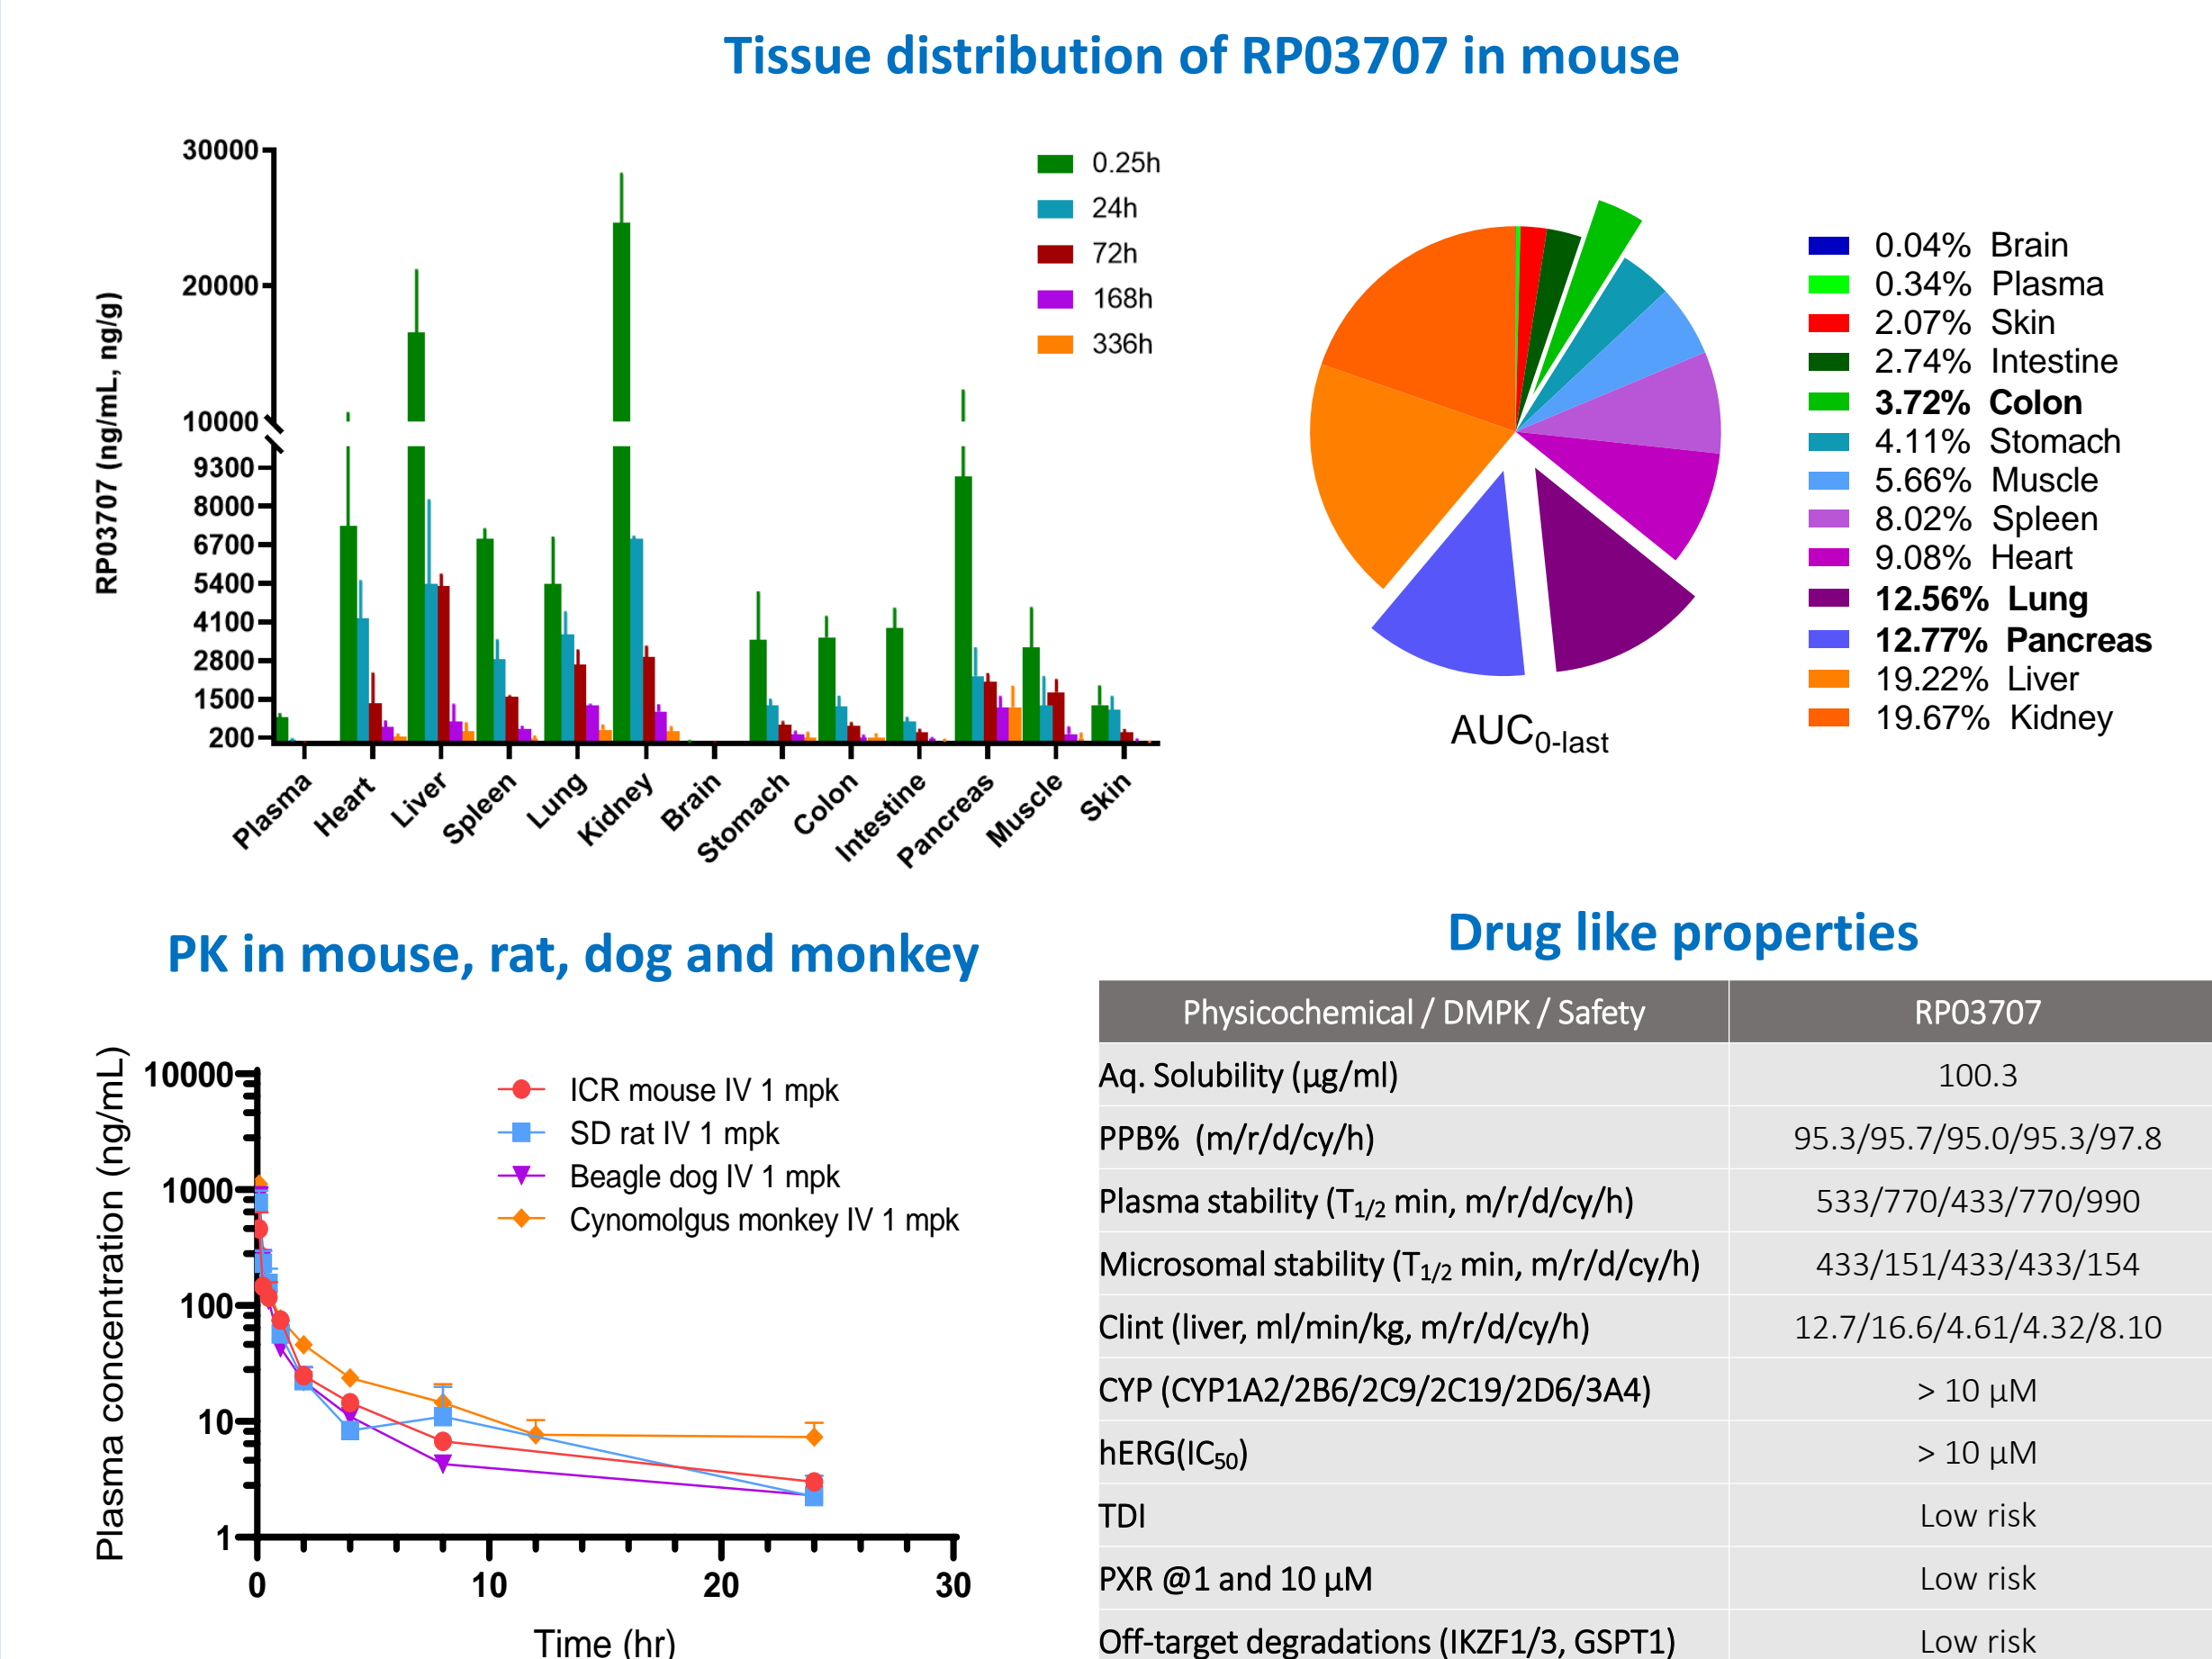 Tissue distribution of RP03707 in mouse
RP03707 (ng/mL, ng/g)
30000
20000
10000
9300
8000
6700
5400
4100
2800
1500
200
0.25h
24h
72h
168h
336h
Plasma
Heart
Liver
Spleen
Lung
Kidney
Brain
Stomach
Colon
Intestine
Pancreas
Muscle
Skin
AUC0-last
0.04% Brain
0.34% Plasma
2.07% Skin
2.74% Intestine
3.72% Colon
4.11% Stomach
5.66% Muscle
8.02% Spleen
9.08% Heart
12.56% Lung
12.77% Pancreas
19.22% Liver
19.67% Kidney
PK in mouse, rat, dog and monkey
Plasma concentration (ng/mL)
10000
1000
100
10
1
ICR mouse IV 1 mpk
SD rat IV 1 mpk
Beagle dog IV 1 mpk
Cynomolgus monkey IV 1 mpk
0 10 20 30
Time (hr)
Drug like properties
Physicochemical / DMPK / Safety RP03707
Aq. Solubility (µg/ml) 100.3
PPB% (m/r/d/cy/h) 95.3/95.7/95.0/95.3/97.8
Plasma stability (T1/2 min, m/r/d/cy/h) 533/770/433/770/990
Microsomal stability (T1/2 min, m/r/d/cy/h) 433/151/433/433/154
Clint (liver, ml/min/kg, m/r/d/cy/h) 12.7/16.6/4.61/4.32/8.10
CYP (CYP1A2/2B6/2C9/2C19/2D6/3A4) > 10 µM
hERG(IC50) > 10 µM
TDI Low risk
PXR @1 and 10 µM Low risk
Off-target degradations (IKZF1/3, GSPT1) Low risk